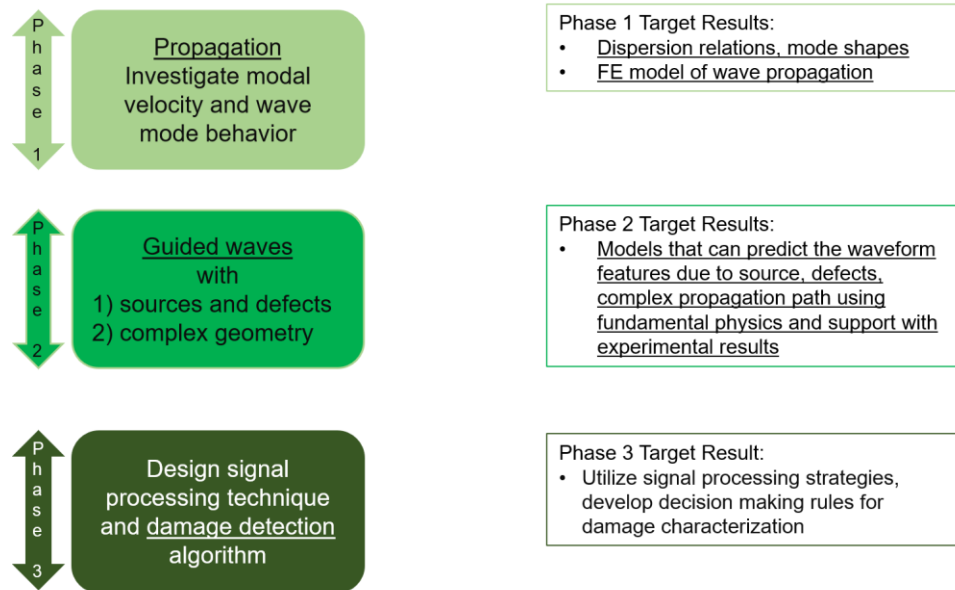 Phase 1
Propagation
Investigate modal
velocity and wave
mode behavior
Phase 1 Target Results:
• Dispersion relations, mode shapes
• FE model of wave propagation
Phase 2
Guided waves
with
1) sources and defects
2) complex geometry
Phase 2 Target Results:
• Models that can predict the waveform
features due to source, defects,
complex propagation path using
fundamental physics and support with
experimental results
Phase 3
Design signal
processing technique
and damage detection
algorithm
Phase 3 Target Result:
• Utilize signal processing strategies,
develop decision making rules for
damage characterization